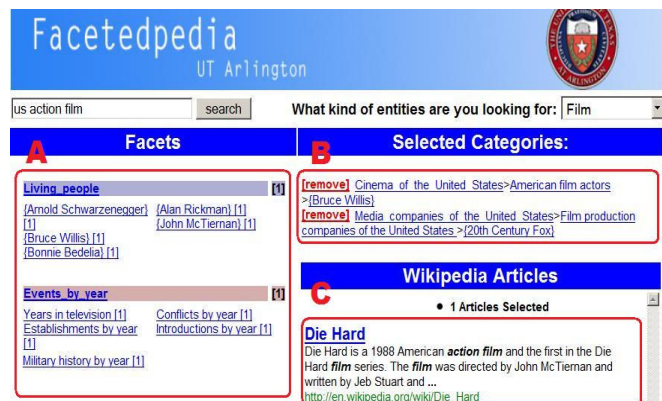 Facetedpedia
UT Arlington
us action film
search
What kind of entities are you looking for: Film
A
Facets
Living_people [1]
{Arnold Schwarzenegger} [1]
{Bruce Willis} [1]
{Bonnie Bedelia} [1]
{Alan Rickman} [1]
{John McTiernan} [1]
Events_by_year [1]
Years in television [1]
Establishments by year [1]
Military history by year [1]
Conflicts by year [1]
Introductions by year [1]
B
Selected Categories:
[remove] Cinema of the United States>American film actors
>{Bruce Willis}
[remove] Media companies of the United States>Film production
companies of the United States >{20th Century Fox}
Wikipedia Articles
C
• 1 Articles Selected
Die Hard
Die Hard is a 1988 American action film and the first in the Die
Hard film series. The film was directed by John McTiernan and
written by Jeb Stuart and ...
http://en.wikipedia.org/wiki/Die_Hard